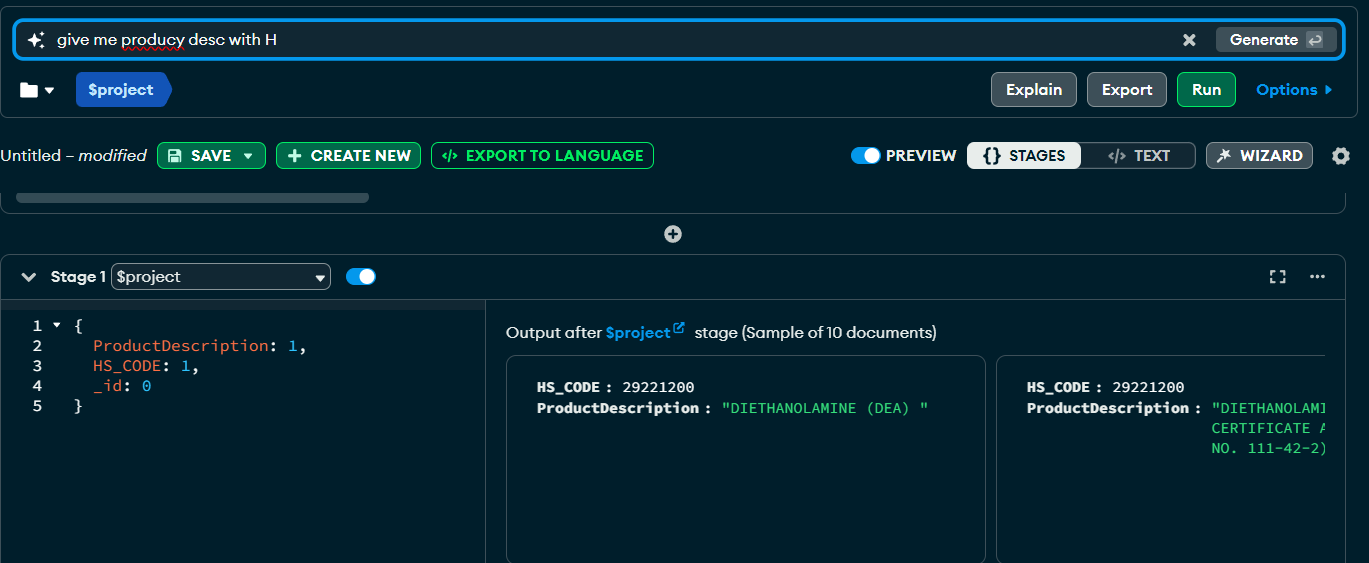 give me producy desc with H
Generate
$project
Explain
Export
Run
Options
Untitled – modified
SAVE
CREATE NEW
</> EXPORT TO LANGUAGE
PREVIEW
{} STAGES
</> TEXT
WIZARD
Stage 1
$project
1 {
2 ProductDescription: 1,
3 HS_CODE: 1,
4 _id: 0
5 }
Output after $project stage (Sample of 10 documents)
HS_CODE : 29221200
ProductDescription : "DIETHANOLAMINE (DEA) "
HS_CODE : 29221200
ProductDescription : "DIETHANOLAMI
CERTIFICATE A
NO. 111-42-2)